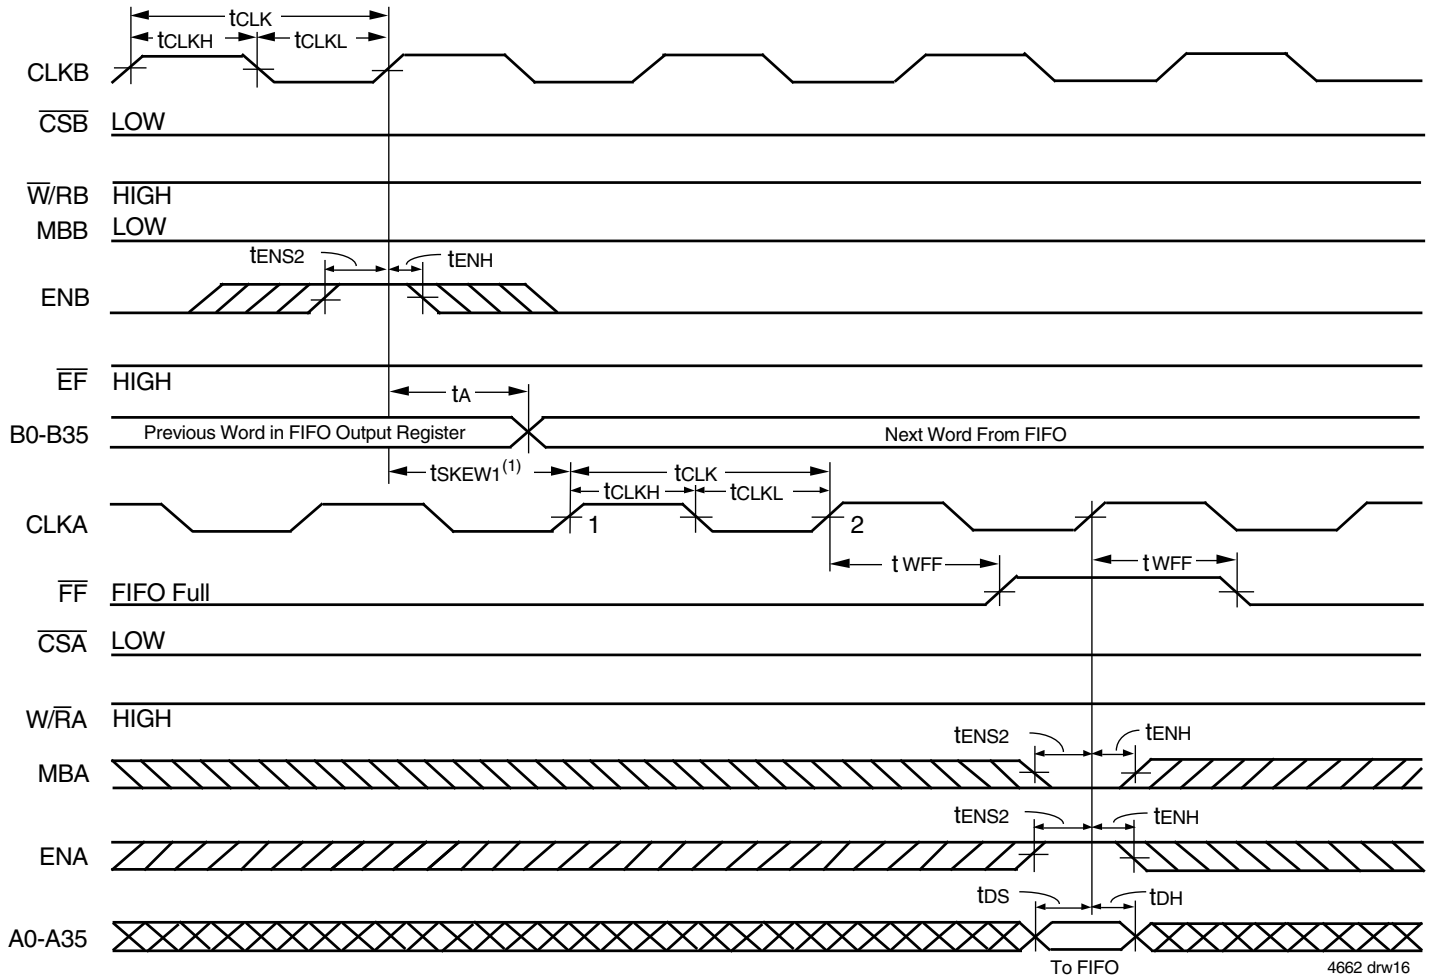 tCLK
tCLKH tCLKL
CLKB
CSB LOW
W/RB HIGH
MBB LOW
tENS2 tENH
ENB
EF HIGH
tA
B0-B35 Previous Word in FIFO Output Register Next Word From FIFO
tSKEW1(1) tCLK
tCLKH tCLKL
CLKA 1 2
tWFF tWFF
FF FIFO Full
CSA LOW
W/RA HIGH
tENS2 tENH
MBA
tENS2 tENH
ENA
tDS tDH
A0-A35
To FIFO 4662 drw16